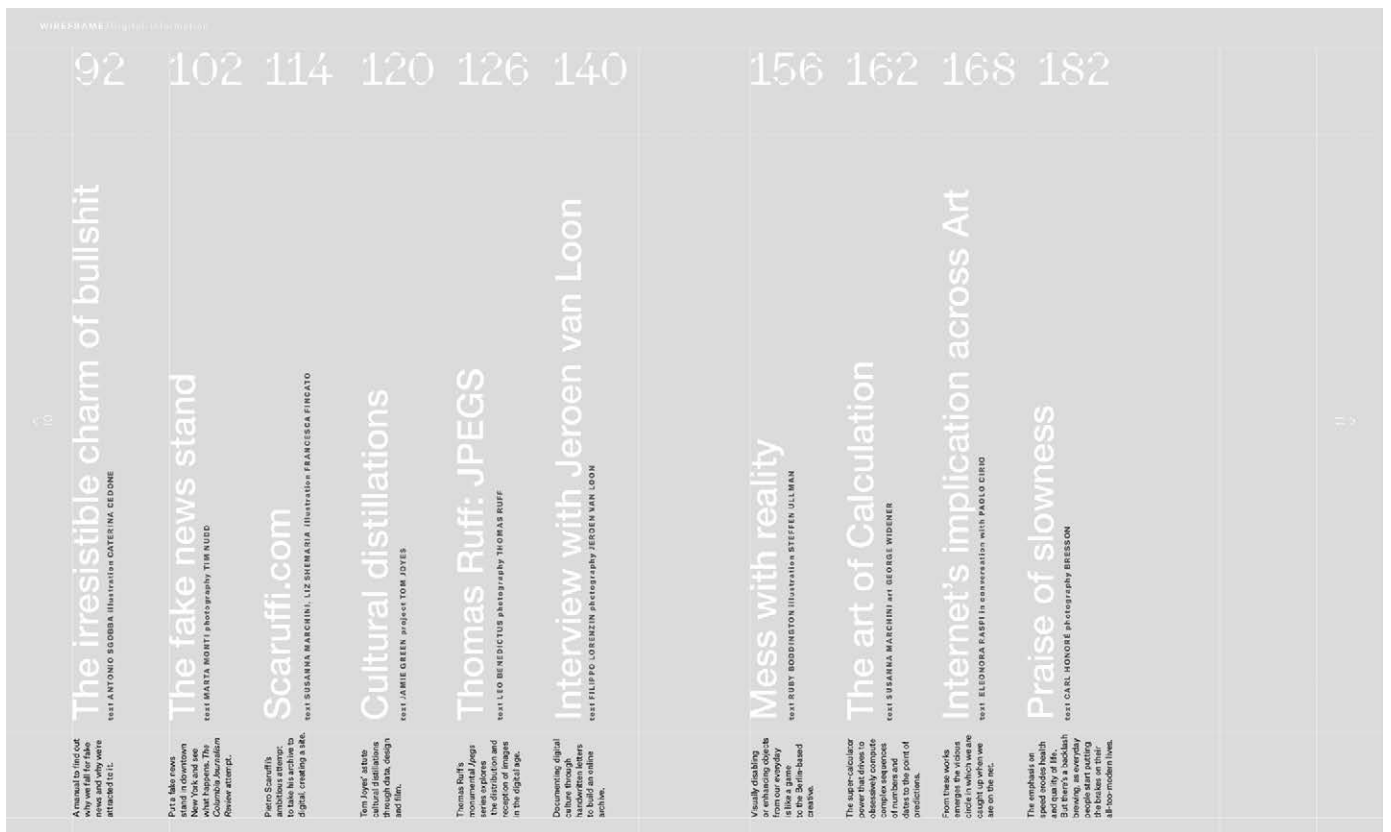 WIREFRAME/Digital information
92
The irresistible charm of bullshit
text ANTONIO SGOBBA illustration CATERINA CEDONE
A manual to find out
why we fall for fake
news and why we're
attracted to it.
102
The fake news stand
text MARTA MONTI photography TIM NUDD
Put a fake news
stand in downtown
New York and see
what happens, The
Columbia Journalism
Review attempt.
114
Scaruffi.com
text SUSANNA MARCHINI, LIZ SHEMARIA illustration FRANCESCA FINCATO
Pietro Scaruffi's
ambitious attempt
to take his archive to
digital, creating a site.
120
Cultural distillations
text JAMIE GREEN project TOM JOYES
Tom Joyes' astute
cultural distillations
through data, design
and film.
126
Thomas Ruff: JPEGS
text LEO BENEDICTUS photography THOMAS RUFF
Thomas Ruff's
monumental Jpegs
series explores
the distribution and
reception of images
in the digital age.
140
Interview with Jeroen van Loon
text FILIPPO LORENZIN photography JEROEN VAN LOON
Documenting digital
culture through
handwritten letters
to build an online
archive.
156
Mess with reality
text RUBY BODDINGTON illustration STEFFEN ULLMAN
Visually disabling
or enhancing objects
from our everyday
is like a game
to the Berlin-based
creative.
162
The art of Calculation
text SUSANNA MARCHINI art GEORGE WIDENER
The super-calculator
power that drives to
obsessively compute
complex sequences
of numbers and
dates to the point of
predictions.
168
Internet's implication across Art
text ELEONORA RASPI in conversation with PAOLO CIRIO
From these works
emerges the vicious
circle in which we are
caught up when we
are on the net.
182
Praise of slowness
text CARL HONORÉ photography BRESSON
The emphasis on
speed erodes health
and quality of life.
But there's a backlash
brewing, as everyday
people start putting
the brakes on their
all-too-modern lives.
10
11